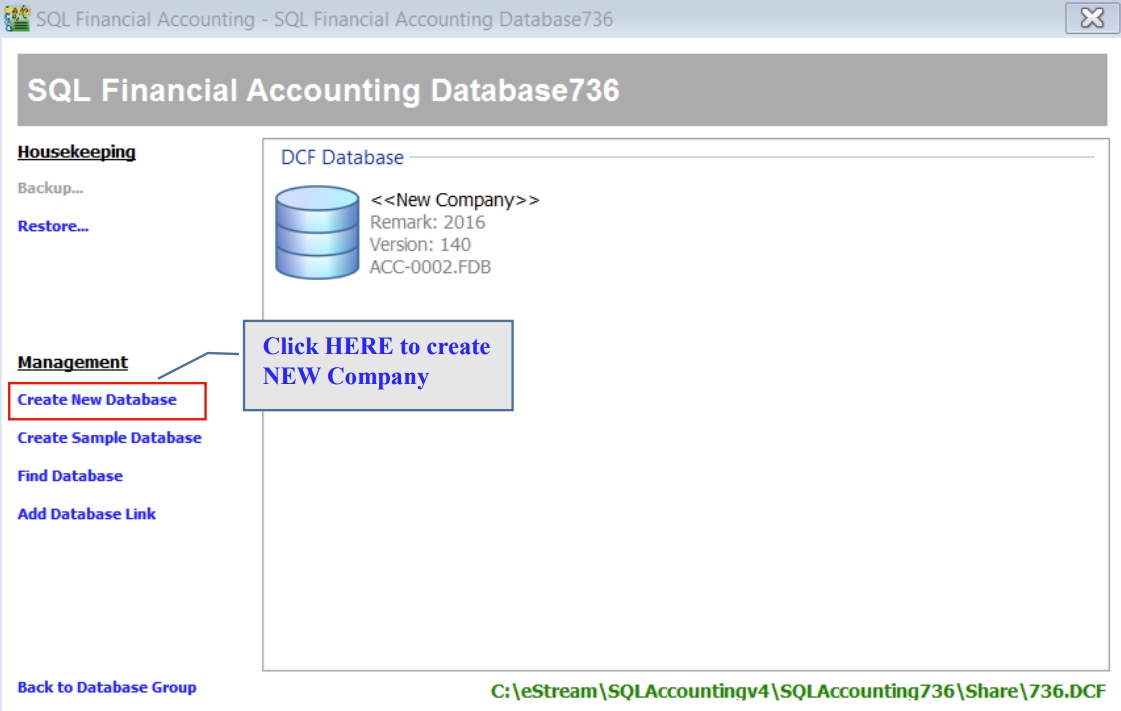 SQL Financial Accounting - SQL Financial Accounting Database736
SQL Financial Accounting Database736
Housekeeping
Backup...
Restore...
DCF Database
<<New Company>>
Remark: 2016
Version: 140
ACC-0002.FDB
Click HERE to create
NEW Company
Management
Create New Database
Create Sample Database
Find Database
Add Database Link
Back to Database Group
C:\eStream\SQLAccountingv4\SQLAccounting736\Share\736.DCF